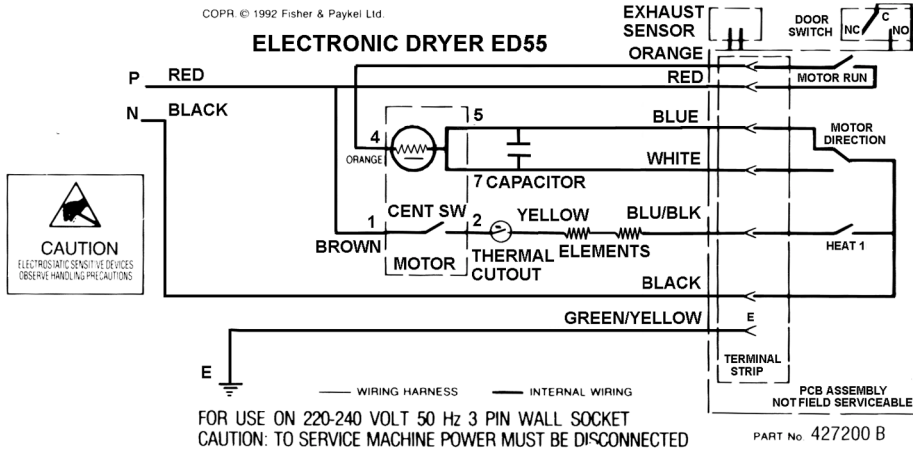 COPR. © 1992 Fisher & Paykel Ltd.
EXHAUST
SENSOR
DOOR
SWITCH
C
NC
NO
ELECTRONIC DRYER ED55
ORANGE
P RED
RED
MOTOR RUN
N BLACK
5
BLUE
4
MOTOR
DIRECTION
ORANGE
WHITE
7 CAPACITOR
CAUTION
ELECTROSTATIC SENSITIVE DEVICES
OBSERVE HANDLING PRECAUTIONS
CENT SW
1
2
YELLOW
BLU/BLK
BROWN
ELEMENTS
HEAT 1
THERMAL
CUTOUT
MOTOR
BLACK
GREEN/YELLOW
E
TERMINAL
STRIP
E
WIRING HARNESS
INTERNAL WIRING
PCB ASSEMBLY
NOT FIELD SERVICEABLE
FOR USE ON 220-240 VOLT 50 Hz 3 PIN WALL SOCKET
CAUTION: TO SERVICE MACHINE POWER MUST BE DISCONNECTED
PART No. 427200 B